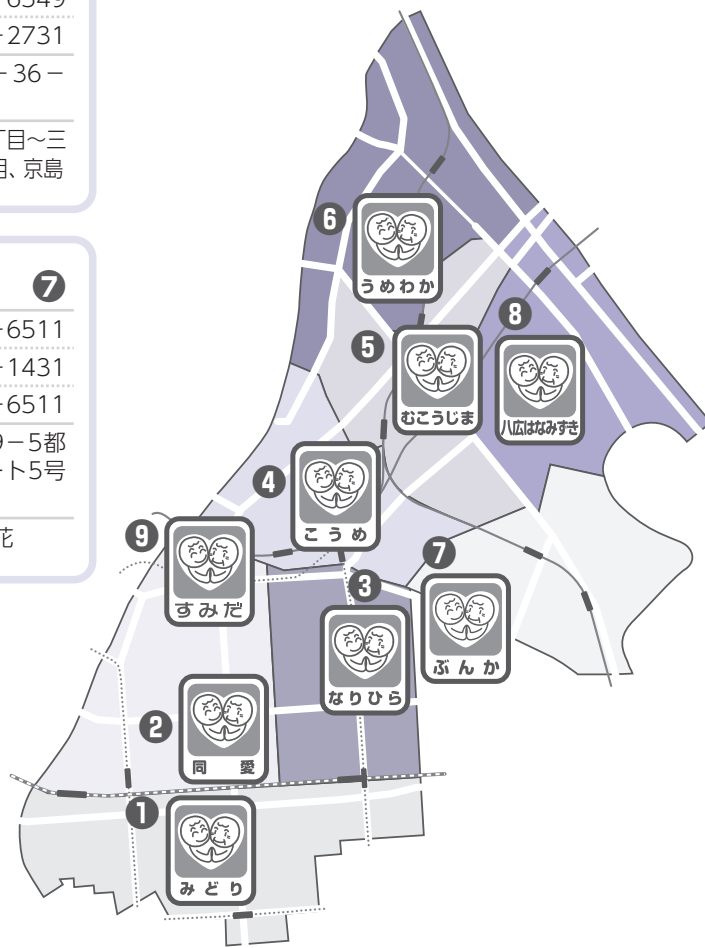 6349
-2731
-36-
丁目～三
目、京島
❼
-6511
-1431
-6511
9-5都
ート5号
花
❻
うめわか
❽
❺
むこうじま
八広はなみずき
❹
こうめ
❾
すみだ
❸
❼
なりひら
ぶんか
❷
同愛
❶
みどり